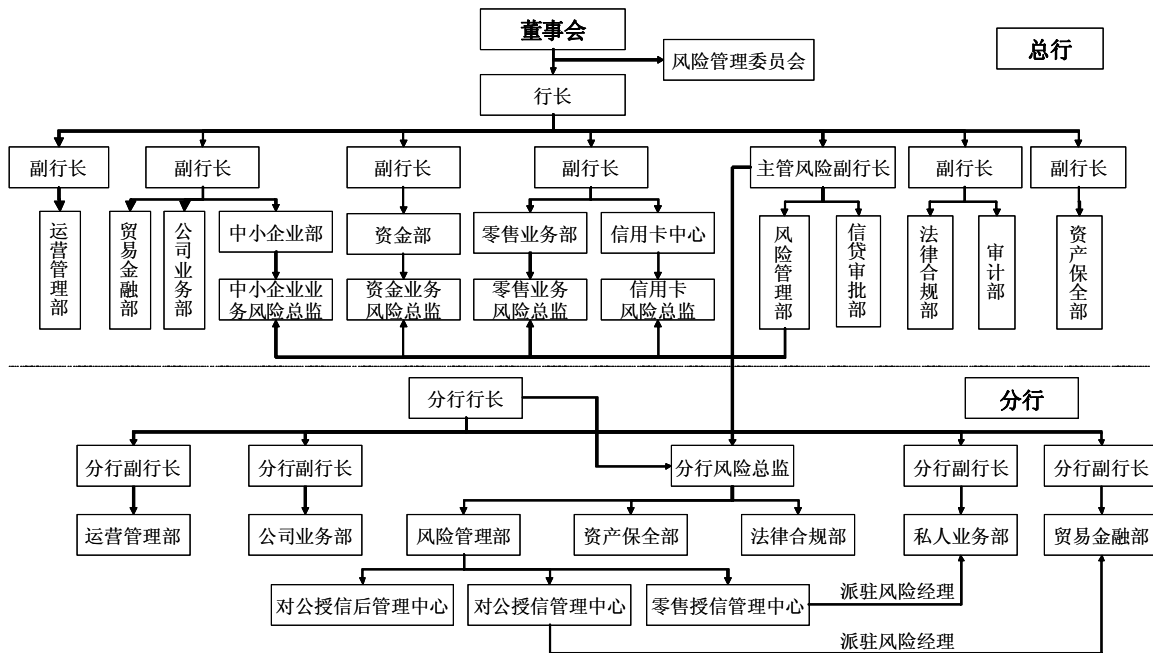 董事会
总行
风险管理委员会
行长
副行长
副行长
副行长
副行长
主管风险副行长
副行长
副行长
运营管理部
贸易金融部
公司业务部
中小企业部
资金部
零售业务部
信用卡中心
风险管理部
信贷审批部
法律合规部
审计部
资产保全部
中小企业业
务风险总监
资金业务
风险总监
零售业务
风险总监
信用卡
风险总监
分行行长
分行
分行副行长
分行副行长
分行风险总监
分行副行长
分行副行长
运营管理部
公司业务部
风险管理部
资产保全部
法律合规部
私人业务部
贸易金融部
对公授信后管理中心
对公授信管理中心
零售授信管理中心
派驻风险经理
派驻风险经理